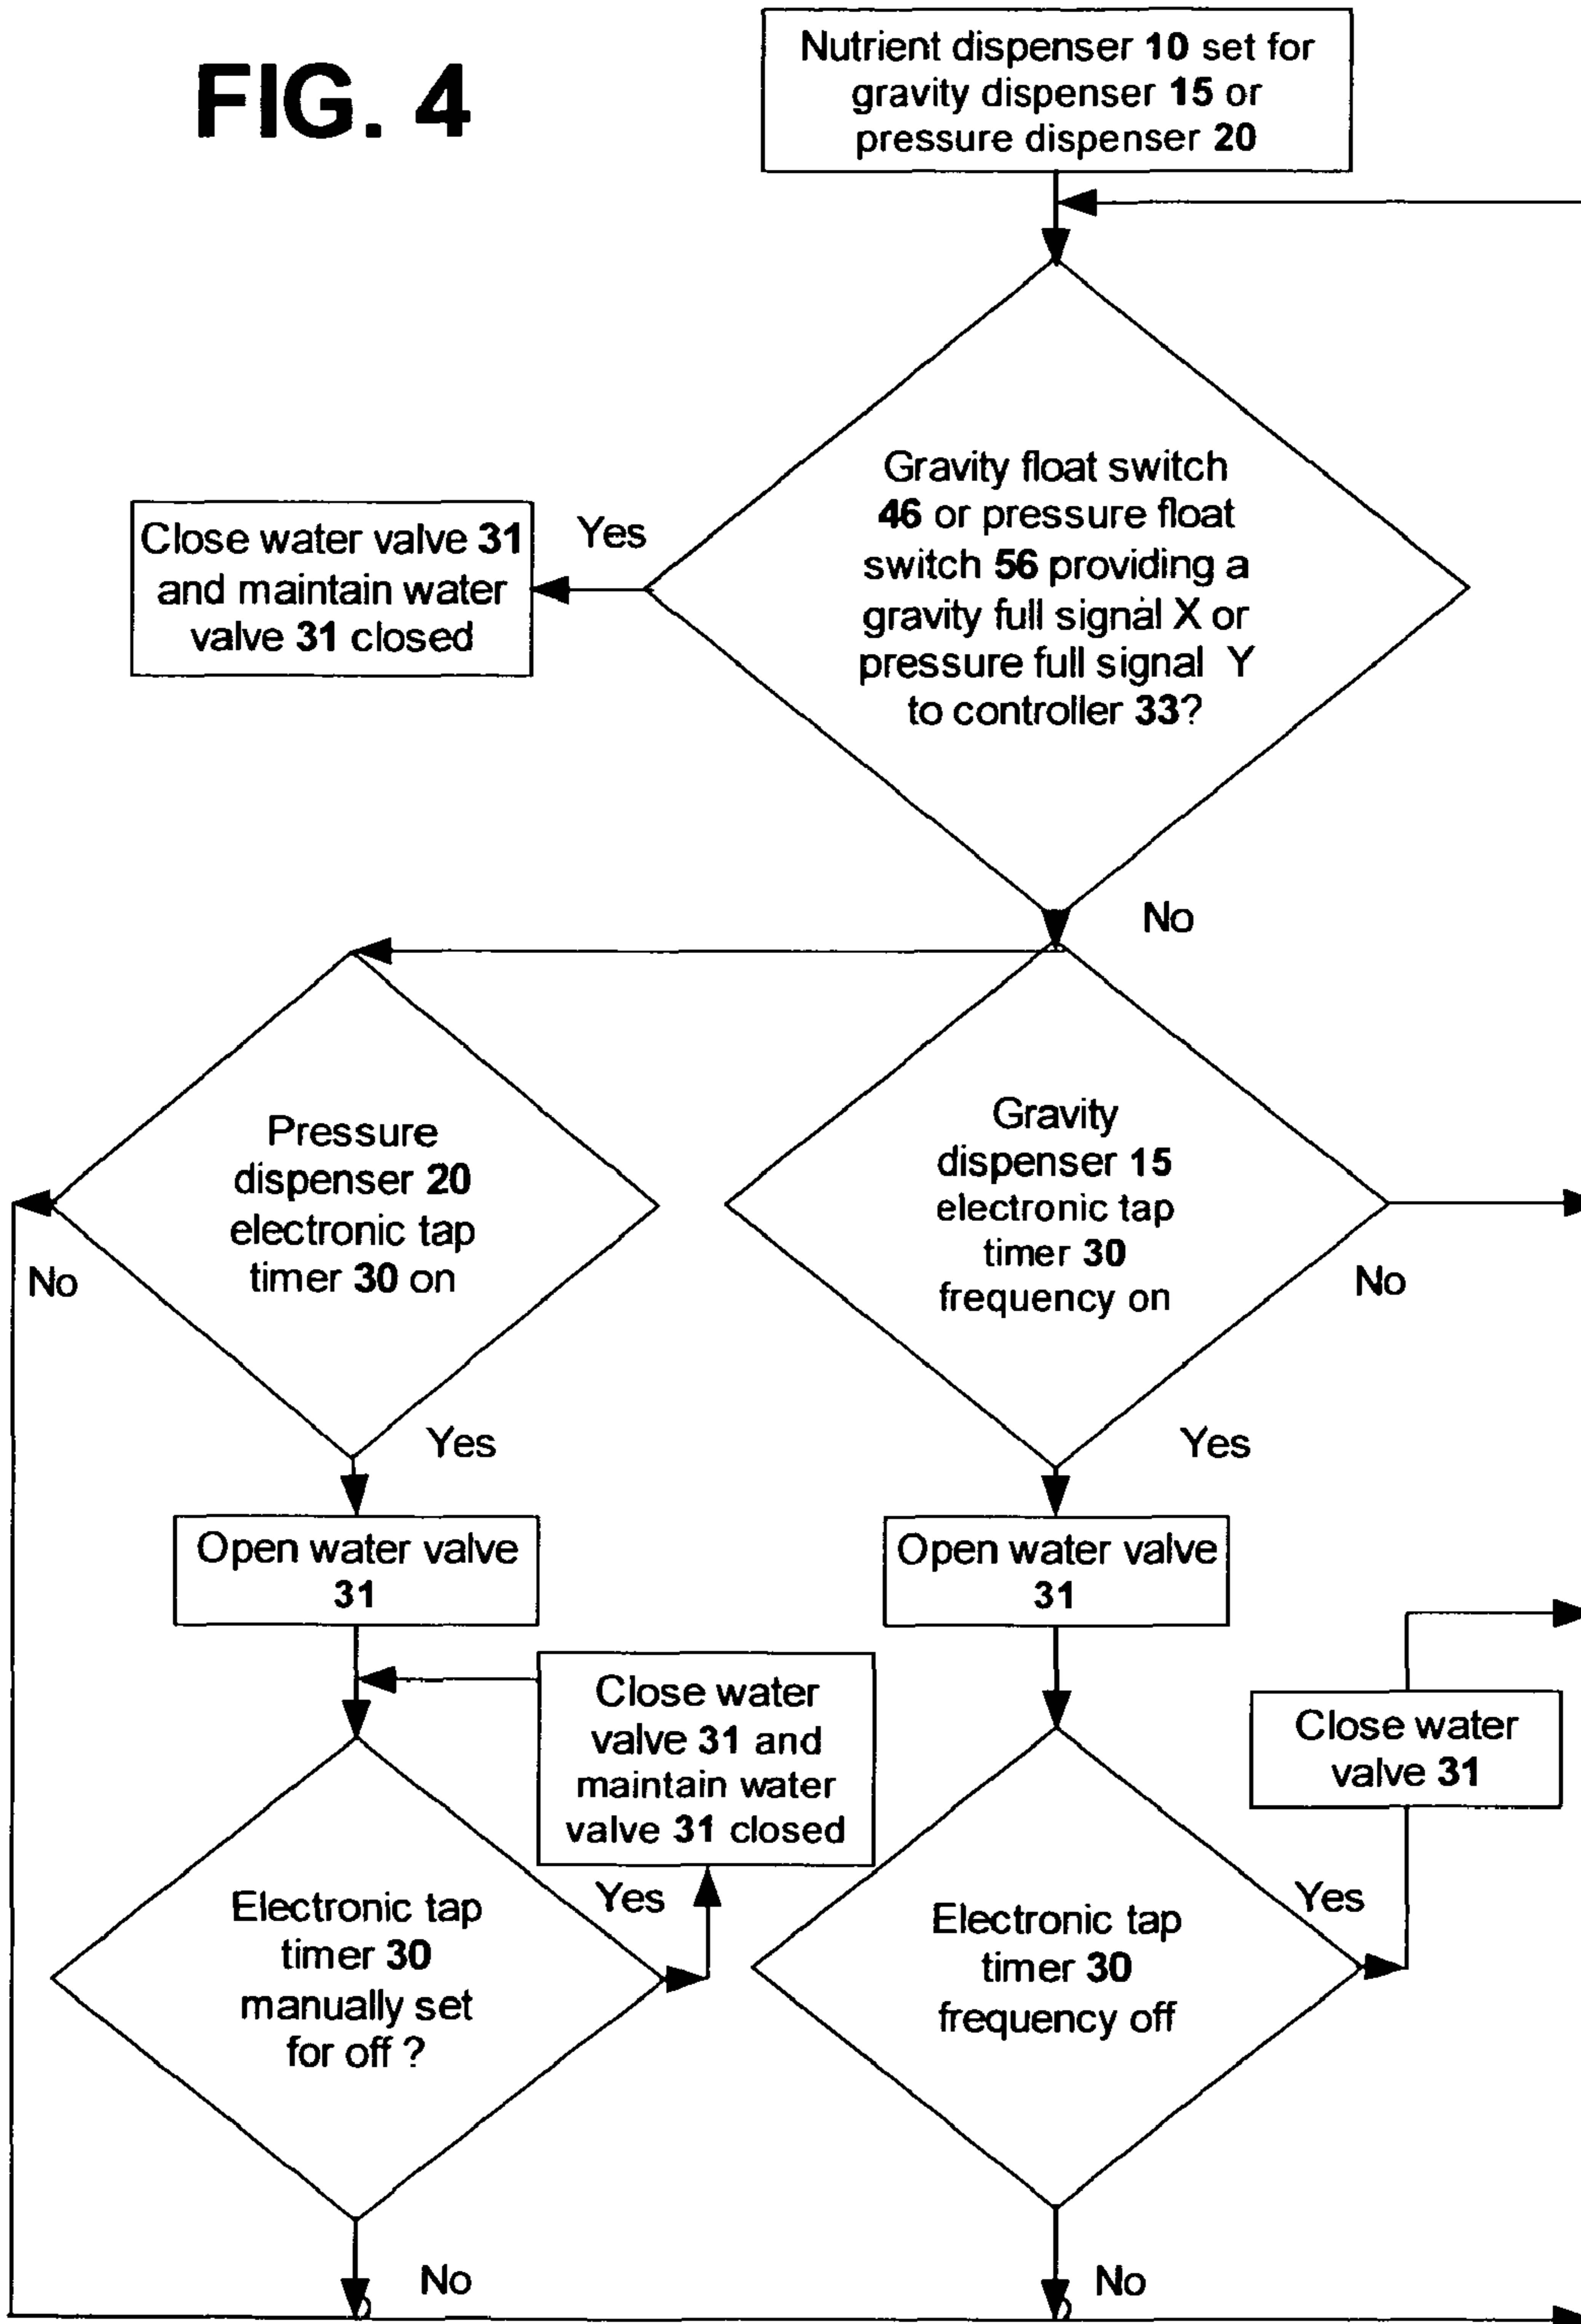 FIG. 4
Nutrient dispenser 10 set for
gravity dispenser 15 or
pressure dispenser 20
Gravity float switch
46 or pressure float
switch 56 providing a
gravity full signal X or
pressure full signal Y
to controller 33?
Yes
Close water valve 31
and maintain water
valve 31 closed
No
Pressure
dispenser 20
electronic tap
timer 30 on
No
Yes
Gravity
dispenser 15
electronic tap
timer 30
frequency on
No
Yes
Open water valve
31
Open water valve
31
Close water
valve 31 and
maintain water
valve 31 closed
Close water
valve 31
Electronic tap
timer 30
manually set
for off ?
Yes
No
Electronic tap
timer 30
frequency off
Yes
No